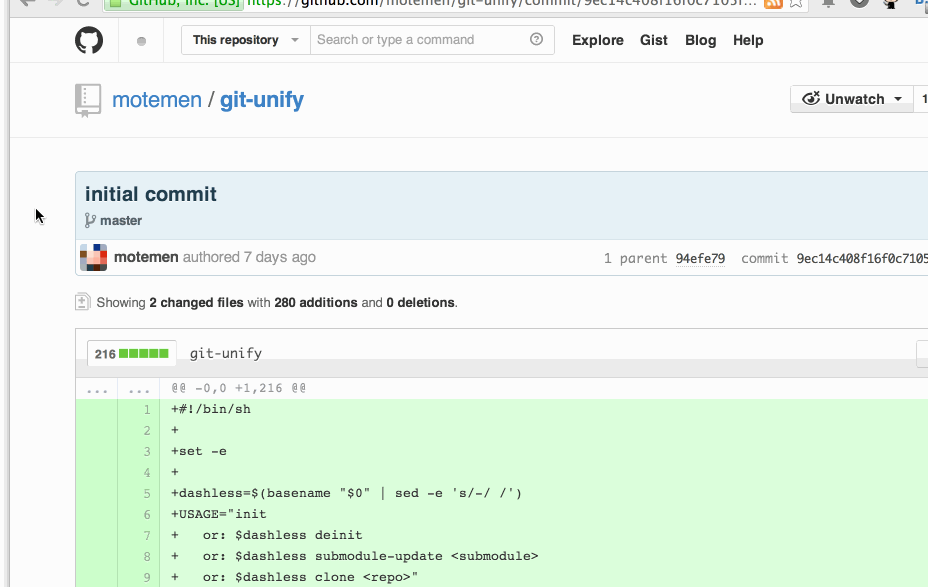 GitHub, Inc. [US] https://github.com/motemen/git-unify/commit/9ec14c408f16f0c7105f…
This repository Search or type a command Explore Gist Blog Help
motemen / git-unify Unwatch 1
initial commit
master
motemen authored 7 days ago 1 parent 94efe79 commit 9ec14c408f16f0c7105
Showing 2 changed files with 280 additions and 0 deletions.
216 git-unify
... ... @@ -0,0 +1,216 @@
1 +#!/bin/sh
2 +
3 +set -e
4 +
5 +dashless=$(basename "$0" | sed -e 's/-/ /')
6 +USAGE="init
7 + or: $dashless deinit
8 + or: $dashless submodule-update <submodule>
9 + or: $dashless clone <repo>"